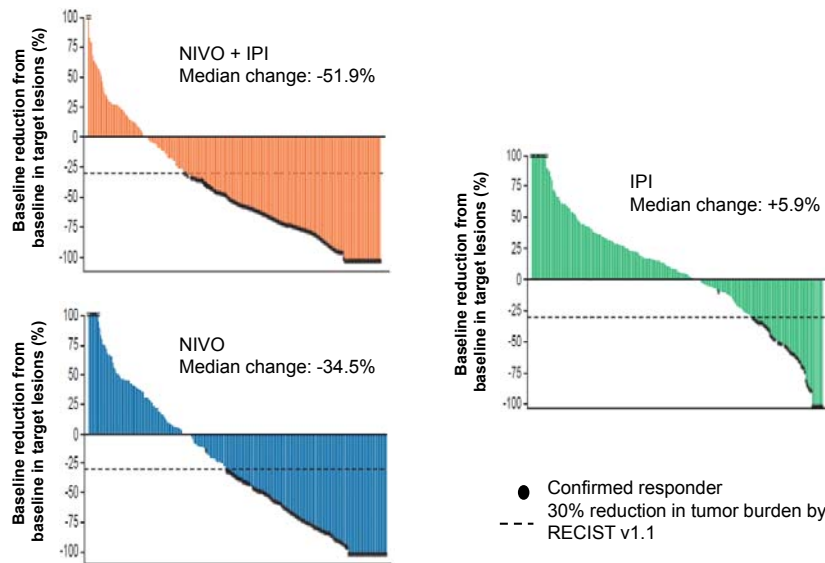 Baseline reduction from
baseline in target lesions (%)
100
75
50
25
0
-25
-50
-75
-100
NIVO + IPI
Median change: -51.9%
Baseline reduction from
baseline in target lesions (%)
100
75
50
25
0
-25
-50
-75
-100
NIVO
Median change: -34.5%
Baseline reduction from
baseline in target lesions (%)
100
75
50
25
0
-25
-50
-75
-100
IPI
Median change: +5.9%
Confirmed responder
30% reduction in tumor burden by
RECIST v1.1